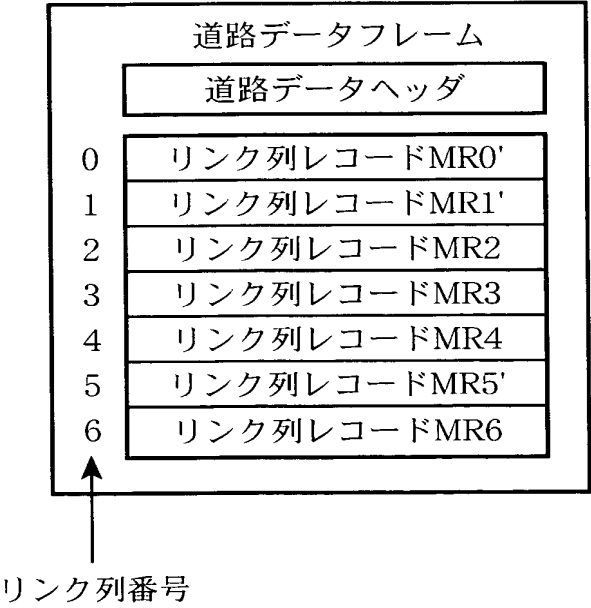 道路データフレーム
道路データヘッダ
0 リンク列レコードMR0'
1 リンク列レコードMR1'
2 リンク列レコードMR2
3 リンク列レコードMR3
4 リンク列レコードMR4
5 リンク列レコードMR5'
6 リンク列レコードMR6
リンク列番号